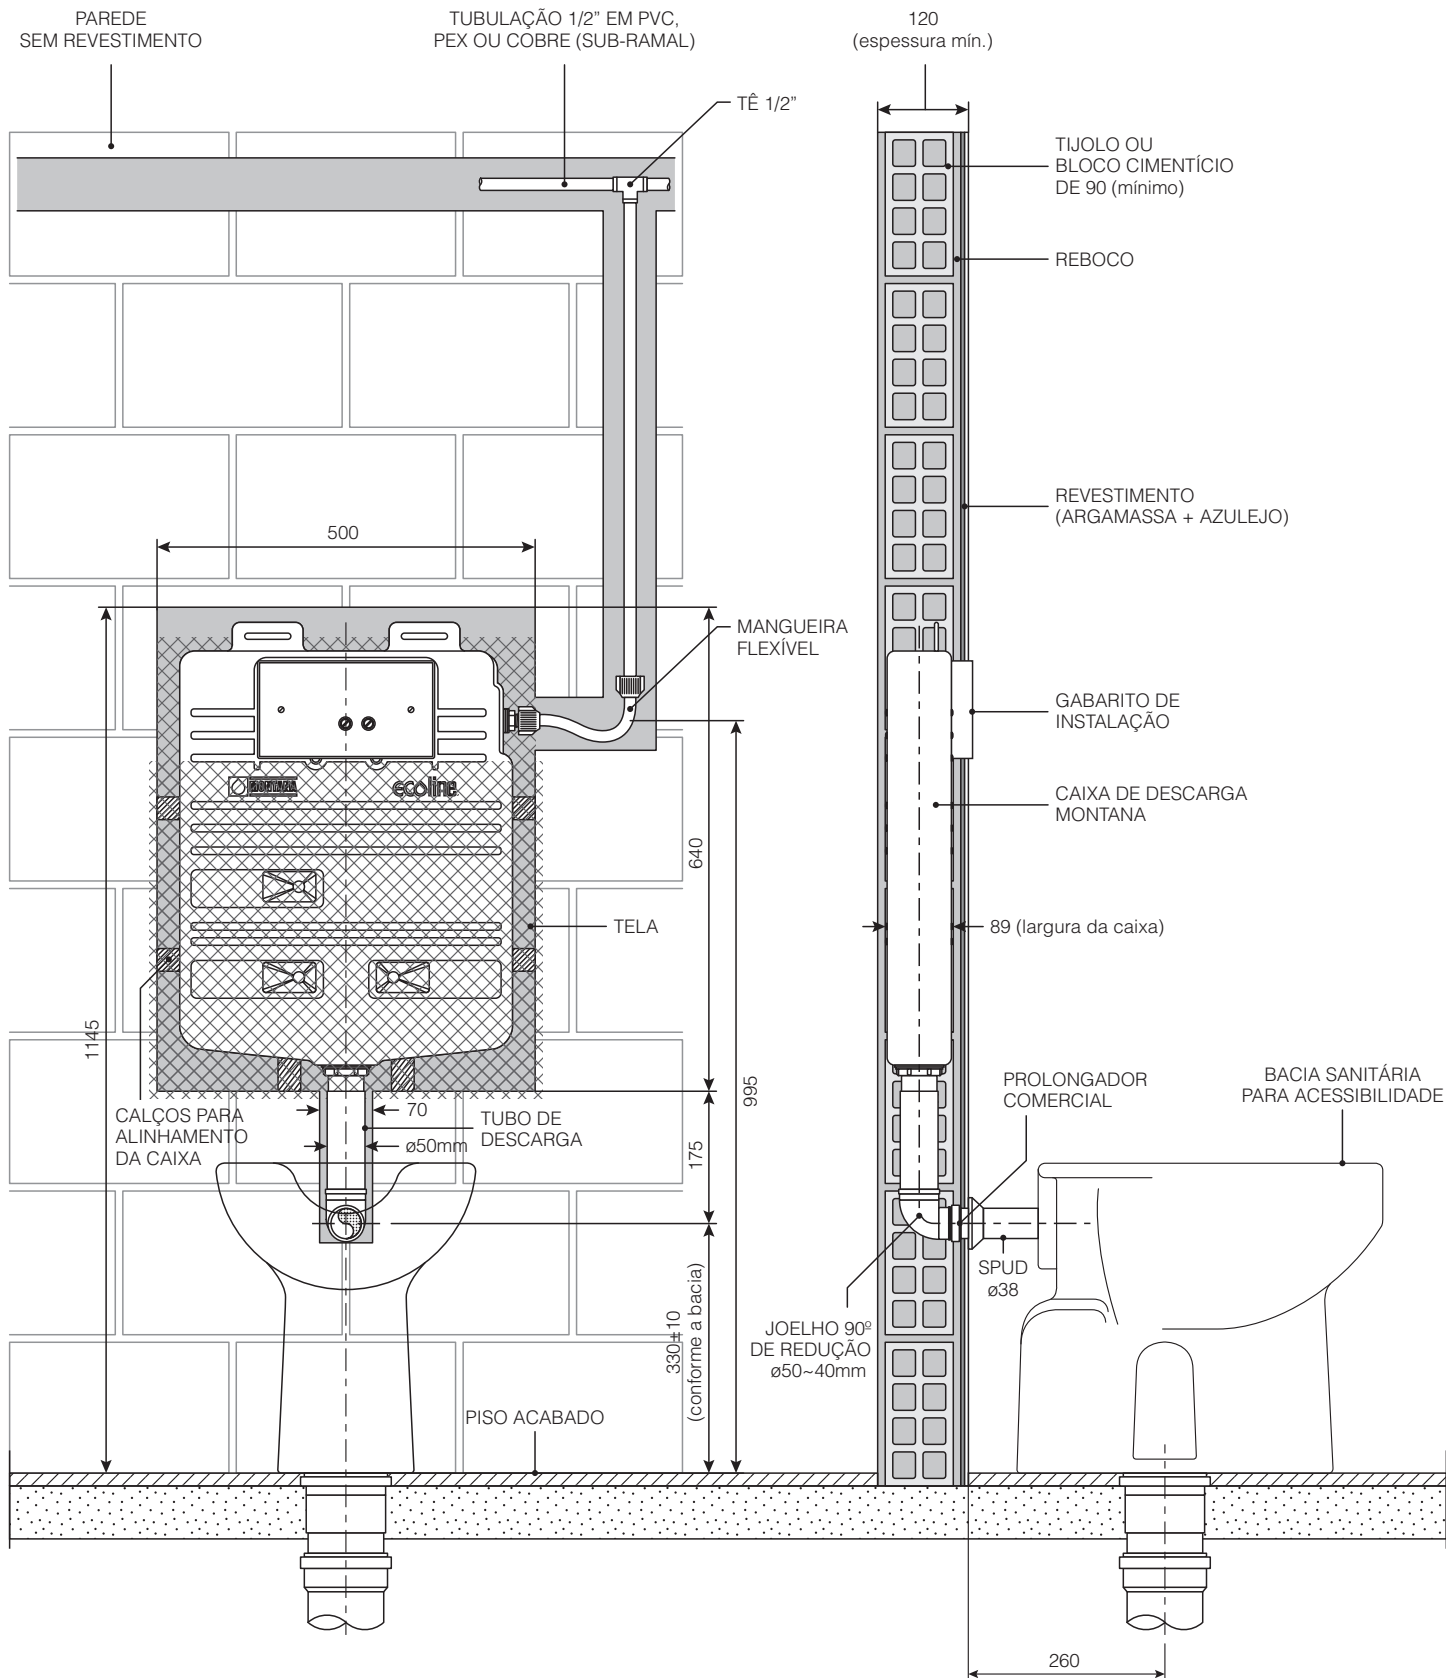 PAREDE
SEM REVESTIMENTO
TUBULAÇÃO 1/2” EM PVC,
PEX OU COBRE (SUB-RAMAL)
120
(espessura mín.)
TÊ 1/2”
TIJOLO OU
BLOCO CIMENTÍCIO
DE 90 (mínimo)
REBOCO
REVESTIMENTO
(ARGAMASSA + AZULEJO)
500
MANGUEIRA
FLEXÍVEL
GABARITO DE
INSTALAÇÃO
MONTANA
ecoline
CAIXA DE DESCARGA
MONTANA
640
TELA
89 (largura da caixa)
1145
995
CALÇOS PARA
ALINHAMENTO
DA CAIXA
70
ø50mm
TUBO DE
DESCARGA
175
PROLONGADOR
COMERCIAL
BACIA SANITÁRIA
PARA ACESSIBILIDADE
SPUD
ø38
330±10
(conforme a bacia)
JOELHO 90º
DE REDUÇÃO
ø50~40mm
PISO ACABADO
260